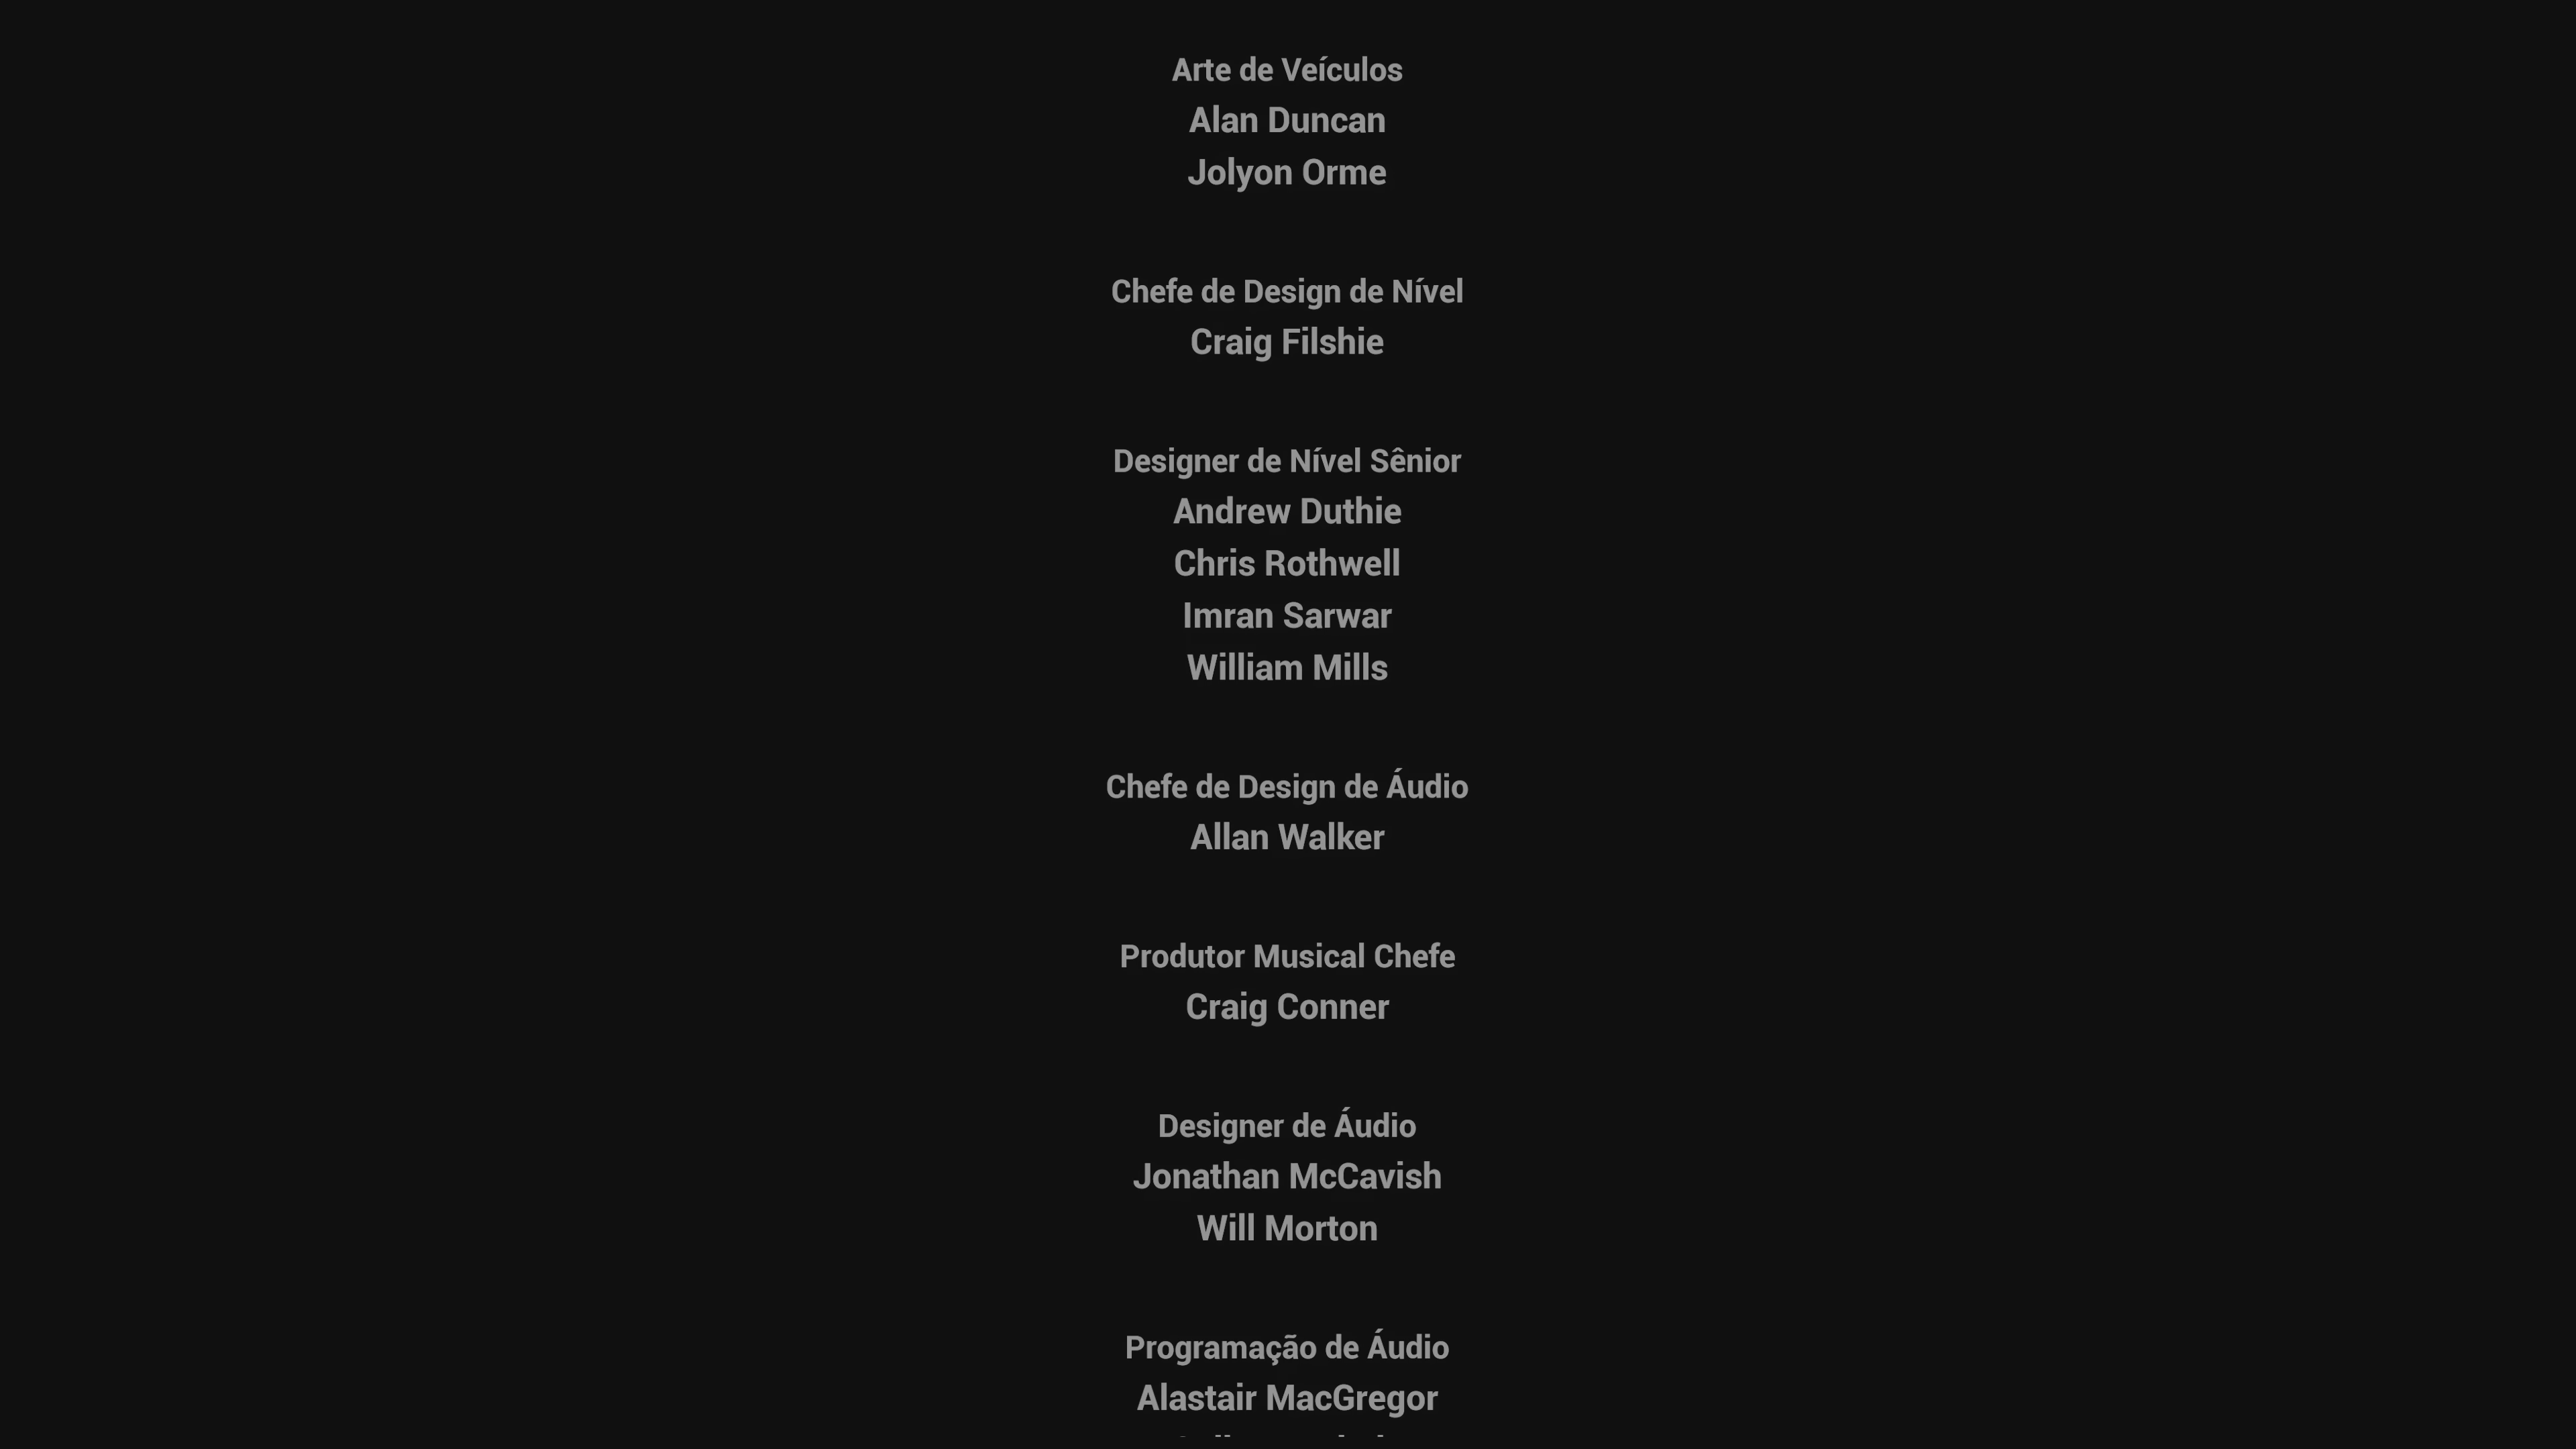 Arte de Veículos
Alan Duncan
Jolyon Orme
Chefe de Design de Nível
Craig Filshie
Designer de Nível Sênior
Andrew Duthie
Chris Rothwell
Imran Sarwar
William Mills
Chefe de Design de Áudio
Allan Walker
Produtor Musical Chefe
Craig Conner
Designer de Áudio
Jonathan McCavish
Will Morton
Programação de Áudio
Alastair MacGregor